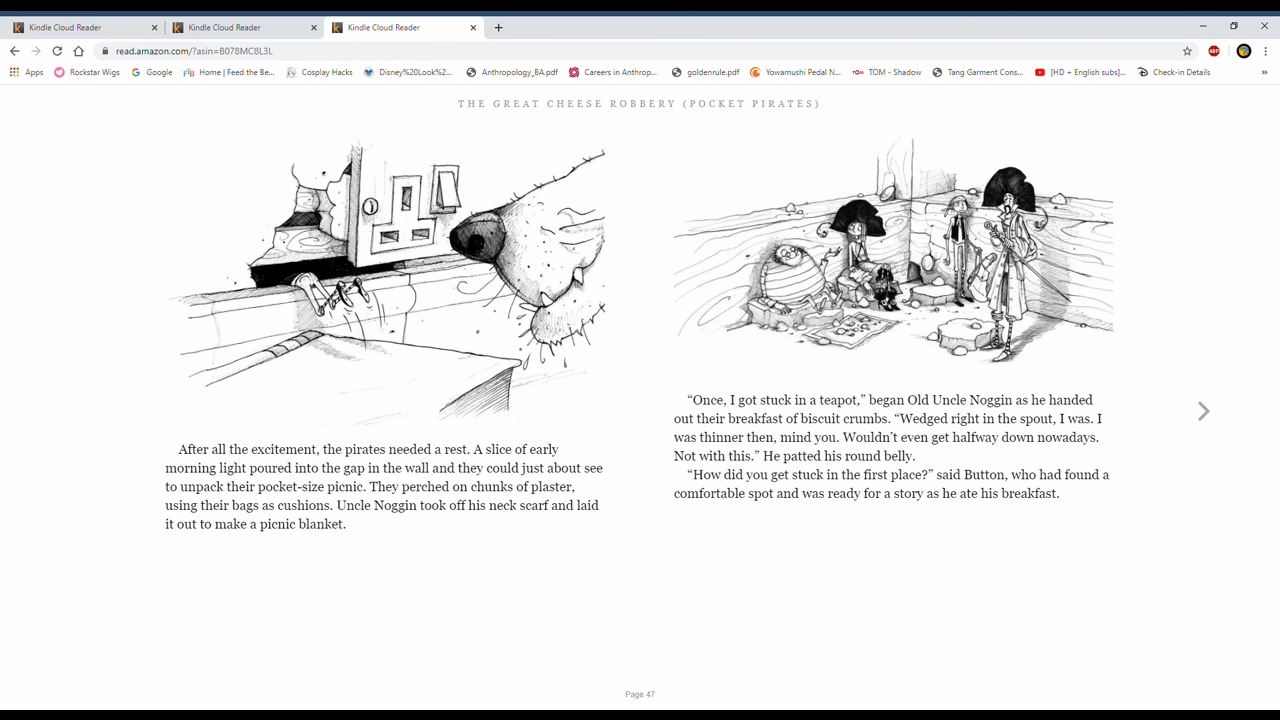 Kindle Cloud Reader
Kindle Cloud Reader
Kindle Cloud Reader
read.amazon.com/?asin=B078MC8L3L
ABP
Apps
Rockstar Wigs
Google
Home | Feed the Be...
Cosplay Hacks
Disney%20Look%2...
Anthropology_BA.pdf
Careers in Anthrop...
goldenrule.pdf
Yowamushi Pedal N...
TOM - Shadow
Tang Garment Cons...
[HD + English subs]...
Check-in Details
THE GREAT CHEESE ROBBERY (POCKET PIRATES)
After all the excitement, the pirates needed a rest. A slice of early
morning light poured into the gap in the wall and they could just about see
to unpack their pocket-size picnic. They perched on chunks of plaster,
using their bags as cushions. Uncle Noggin took off his neck scarf and laid
it out to make a picnic blanket.
“Once, I got stuck in a teapot,” began Old Uncle Noggin as he handed
out their breakfast of biscuit crumbs. “Wedged right in the spout, I was. I
was thinner then, mind you. Wouldn’t even get halfway down nowadays.
Not with this.” He patted his round belly.
“How did you get stuck in the first place?” said Button, who had found a
comfortable spot and was ready for a story as he ate his breakfast.
Page 47